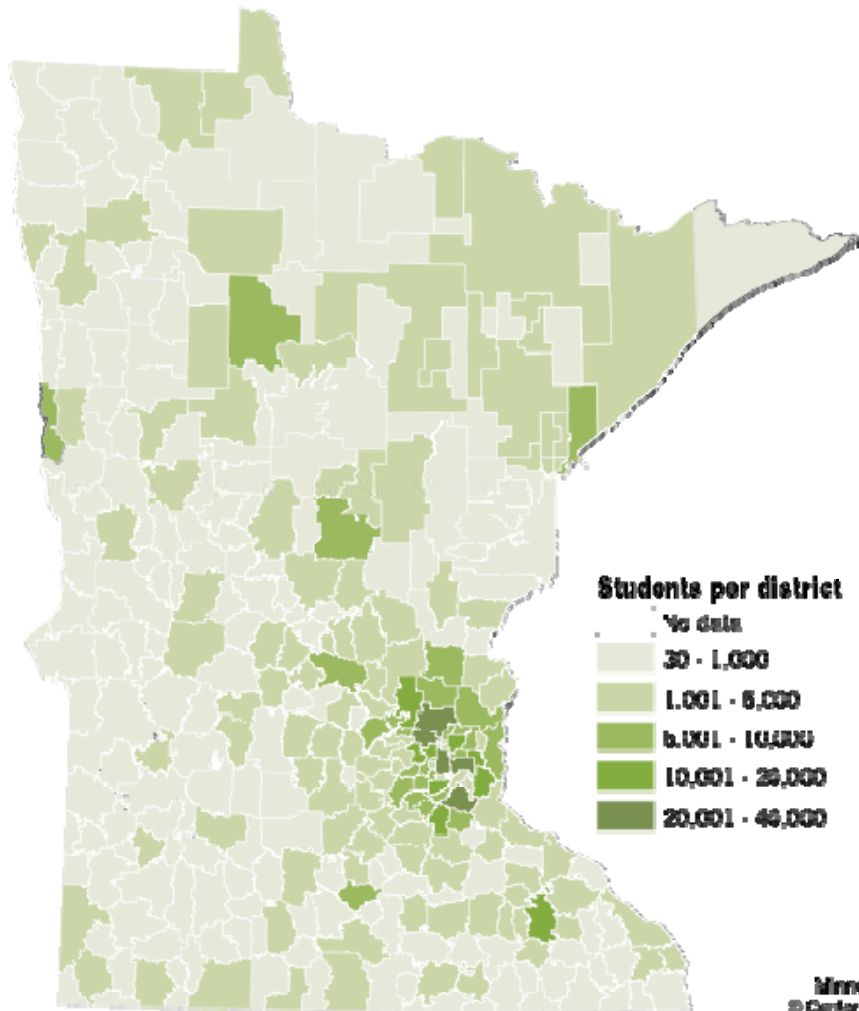 Students per district
No data
30 - 1,000
1,001 - 5,000
5,001 - 10,000
10,001 - 20,000
20,001 - 40,000